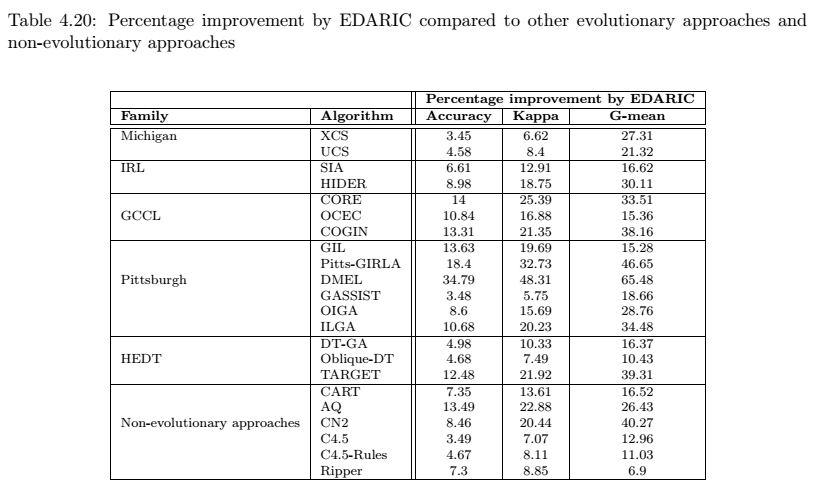 Table 4.20: Percentage improvement by EDARIC compared to other evolutionary approaches and
non-evolutionary approaches
Percentage improvement by EDARIC
Family Algorithm Accuracy Kappa G-mean
Michigan XCS 3.45 6.62 27.31
UCS 4.58 8.4 21.32
IRL SIA 6.61 12.91 16.62
HIDER 8.98 18.75 30.11
CORE 14 25.39 33.51
GCCL OCEC 10.84 16.88 15.36
COGIN 13.31 21.35 38.16
GIL 13.63 19.69 15.28
Pitts-GIRLA 18.4 32.73 46.65
Pittsburgh DMEL 34.79 48.31 65.48
GASSIST 3.48 5.75 18.66
OIGA 8.6 15.69 28.76
ILGA 10.68 20.23 34.48
DT-GA 4.98 10.33 16.37
HEDT Oblique-DT 4.68 7.49 10.43
TARGET 12.48 21.92 39.31
CART 7.35 13.61 16.52
AQ 13.49 22.88 26.43
Non-evolutionary approaches CN2 8.46 20.44 40.27
C4.5 3.49 7.07 12.96
C4.5-Rules 4.67 8.11 11.03
Ripper 7.3 8.85 6.9